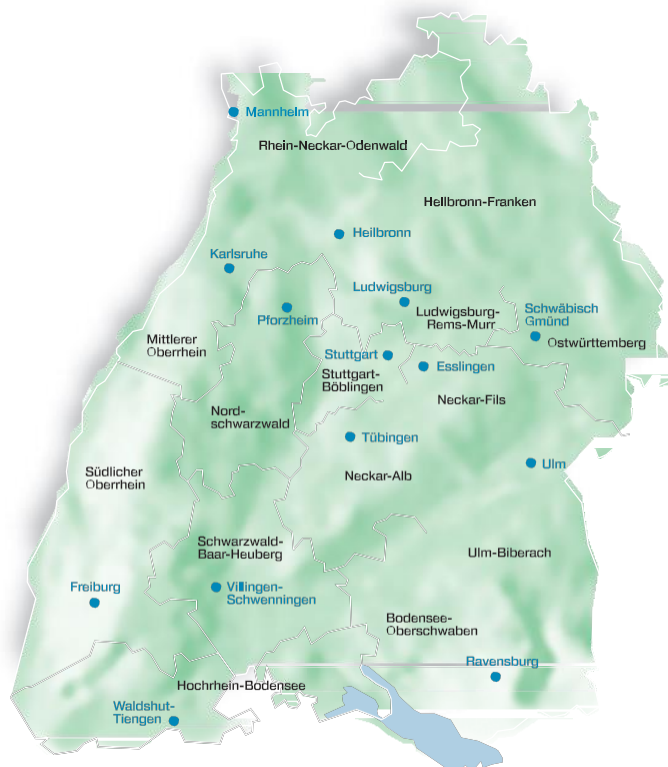 Mannheim
Rhein-Neckar-Odenwald
Heilbronn-Franken
Heilbronn
Karlsruhe
Ludwigsburg
Pforzheim
Ludwigsburg-
Rems-Murr
Schwäbisch
Gmünd
Ostwürttemberg
Mittlerer
Oberrhein
Stuttgart
Stuttgart-
Böblingen
Esslingen
Neckar-Fils
Nord-
schwarzwald
Tübingen
Neckar-Alb
Ulm
Südlicher
Oberrhein
Schwarzwald-
Baar-Heuberg
Ulm-Biberach
Freiburg
Villingen-
Schwenningen
Bodensee-
Oberschwaben
Ravensburg
Hochrhein-Bodensee
Waldshut-
Tiengen